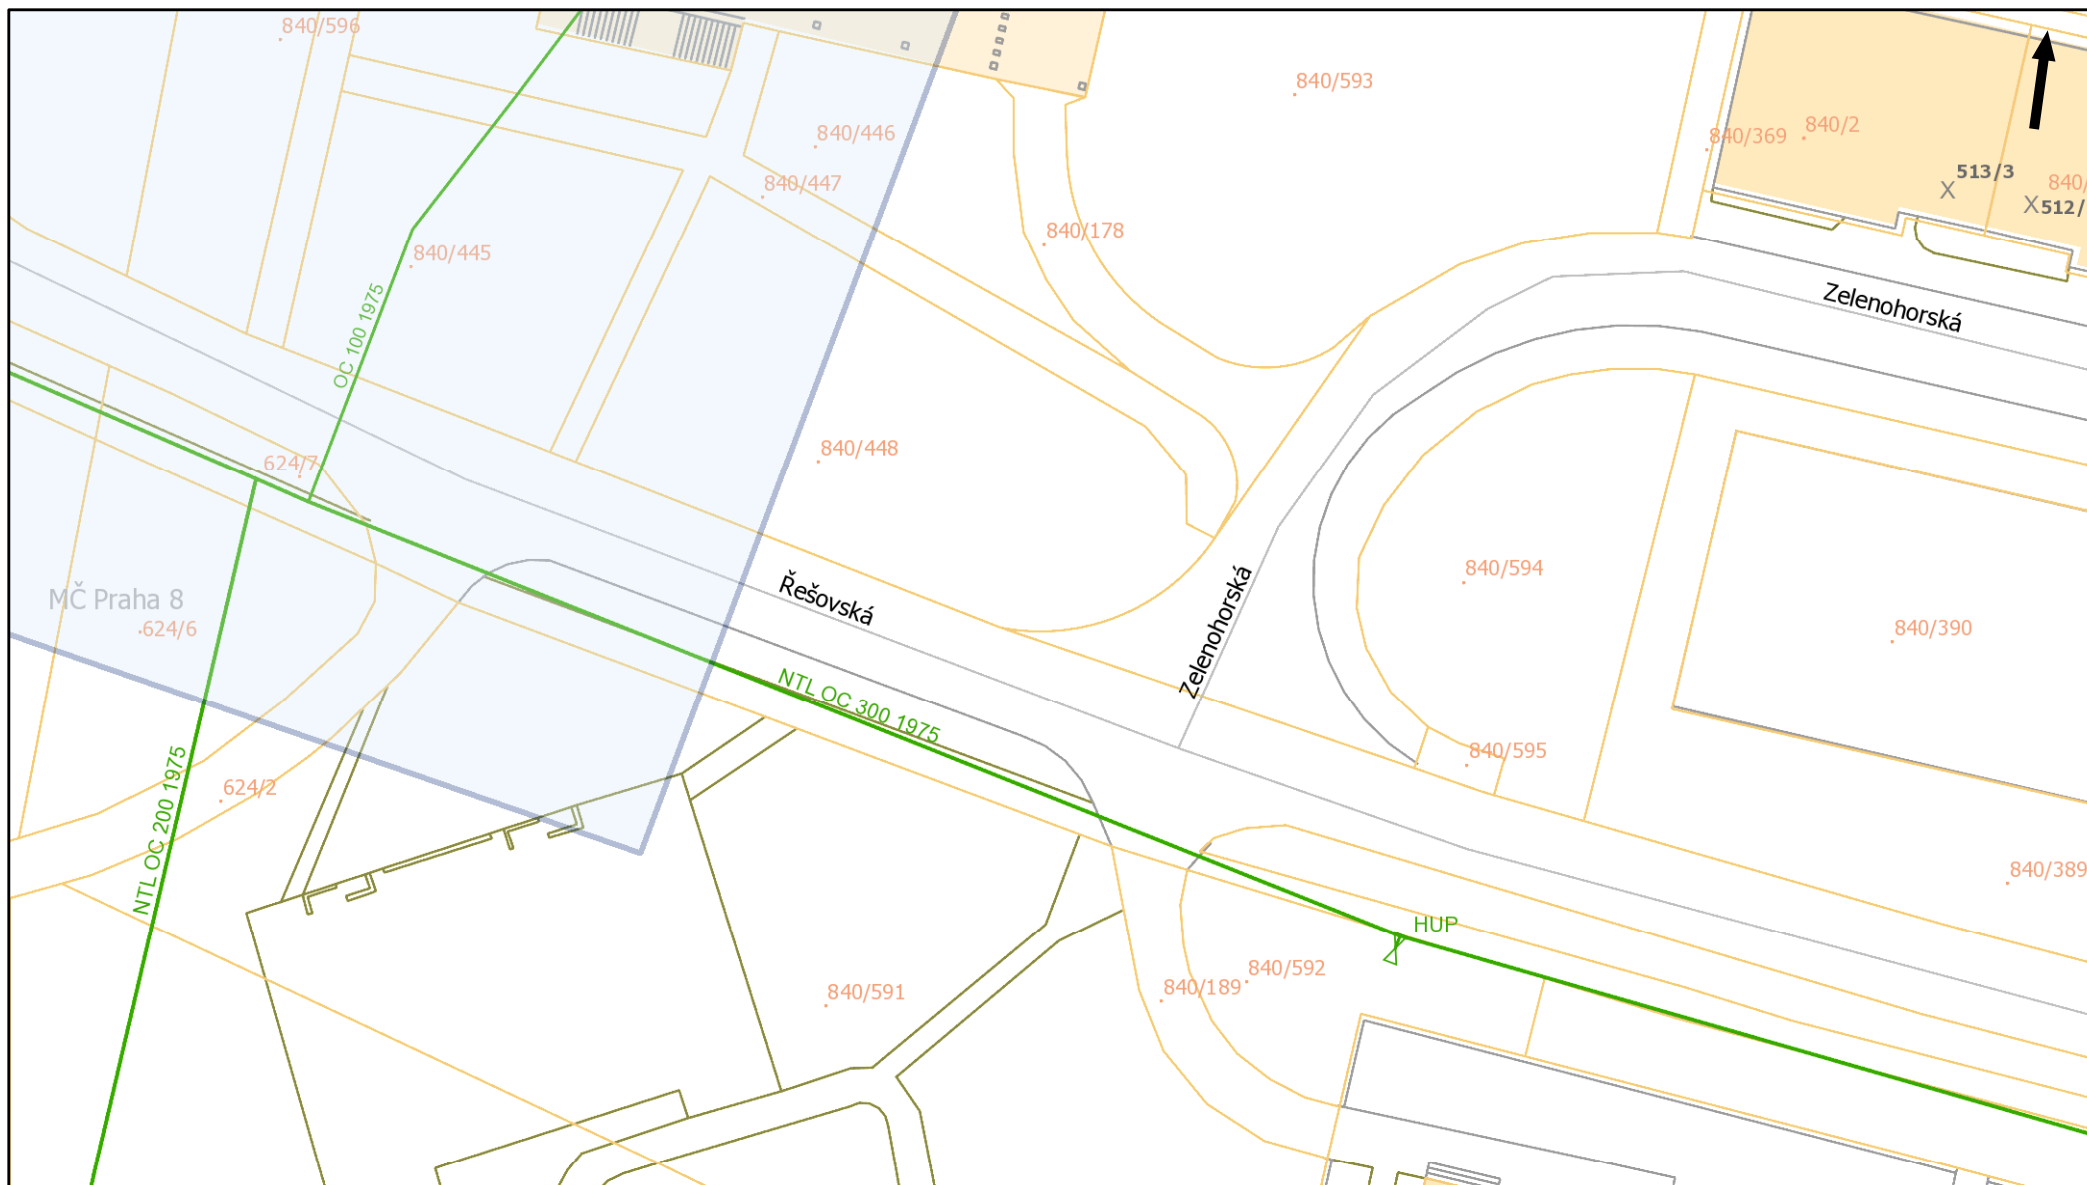 840/596
840/593
840/446
840/369
840/2
840/447
513/3
840/
512/
840/178
840/445
Zelenohorská
OC 100 1975
840/448
624/7
840/594
MČ Praha 8
Řešovská
624/6
Zelenohorská
840/390
NTL OC 300 1975
840/595
624/2
NTL OC 200 1975
840/389
HUP
840/592
840/189
840/591